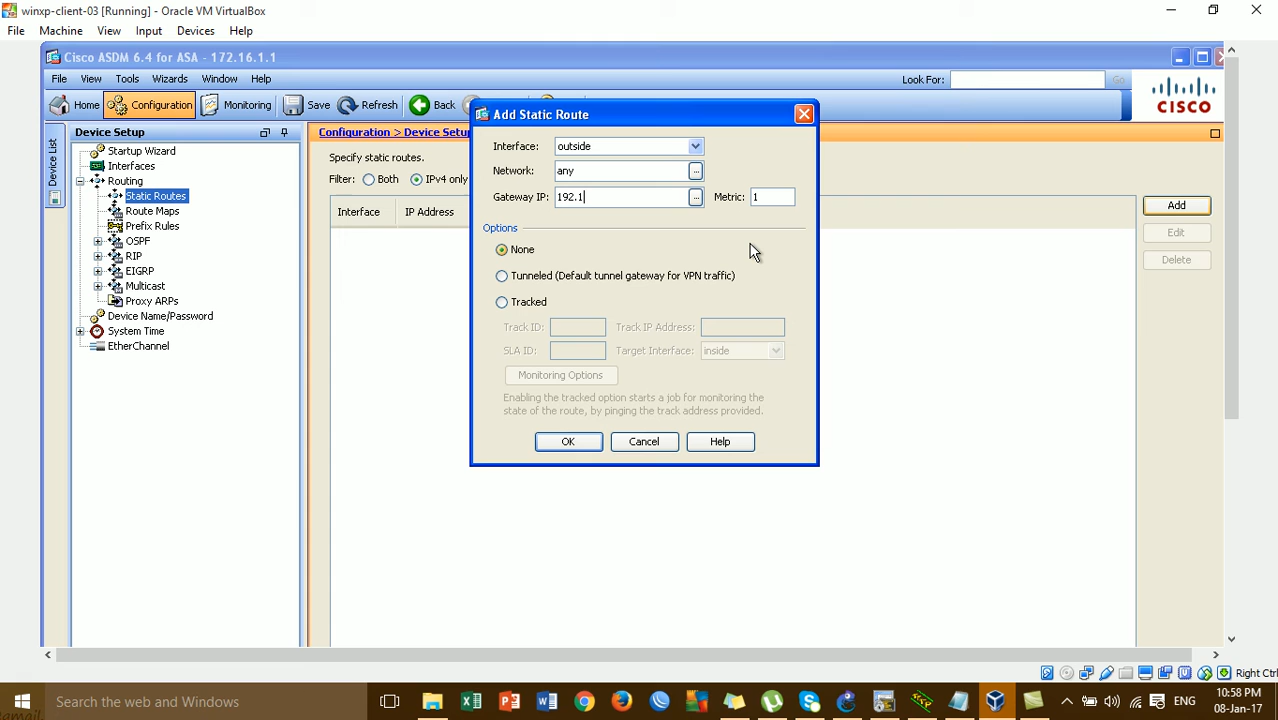 winxp-client-03 [Running] - Oracle VM VirtualBox
File Machine View Input Devices Help
Cisco ASDM 6.4 for ASA - 172.16.1.1
File View Tools Wizards Window Help Look For: Go
CISCO
Home Configuration Monitoring Save Refresh Back
Device List
Device Setup
Startup Wizard
Interfaces
Routing
Static Routes
Route Maps
Prefix Rules
OSPF
RIP
EIGRP
Multicast
Proxy ARPs
Device Name/Password
System Time
EtherChannel
Configuration > Device Setu
Specify static routes.
Filter: Both IPv4 only
Interface IP Address
Add
Edit
Delete
Add Static Route
Interface: outside
Network: any ...
Gateway IP: 192.1 ... Metric: 1
Options
None
Tunneled (Default tunnel gateway for VPN traffic)
Tracked
Track ID: Track IP Address:
SLA ID: Target Interface: inside
Monitoring Options
Enabling the tracked option starts a job for monitoring the
state of the route, by pinging the track address provided.
OK Cancel Help
Right Ctrl
Search the web and Windows
ENG
10:58 PM
08-Jan-17